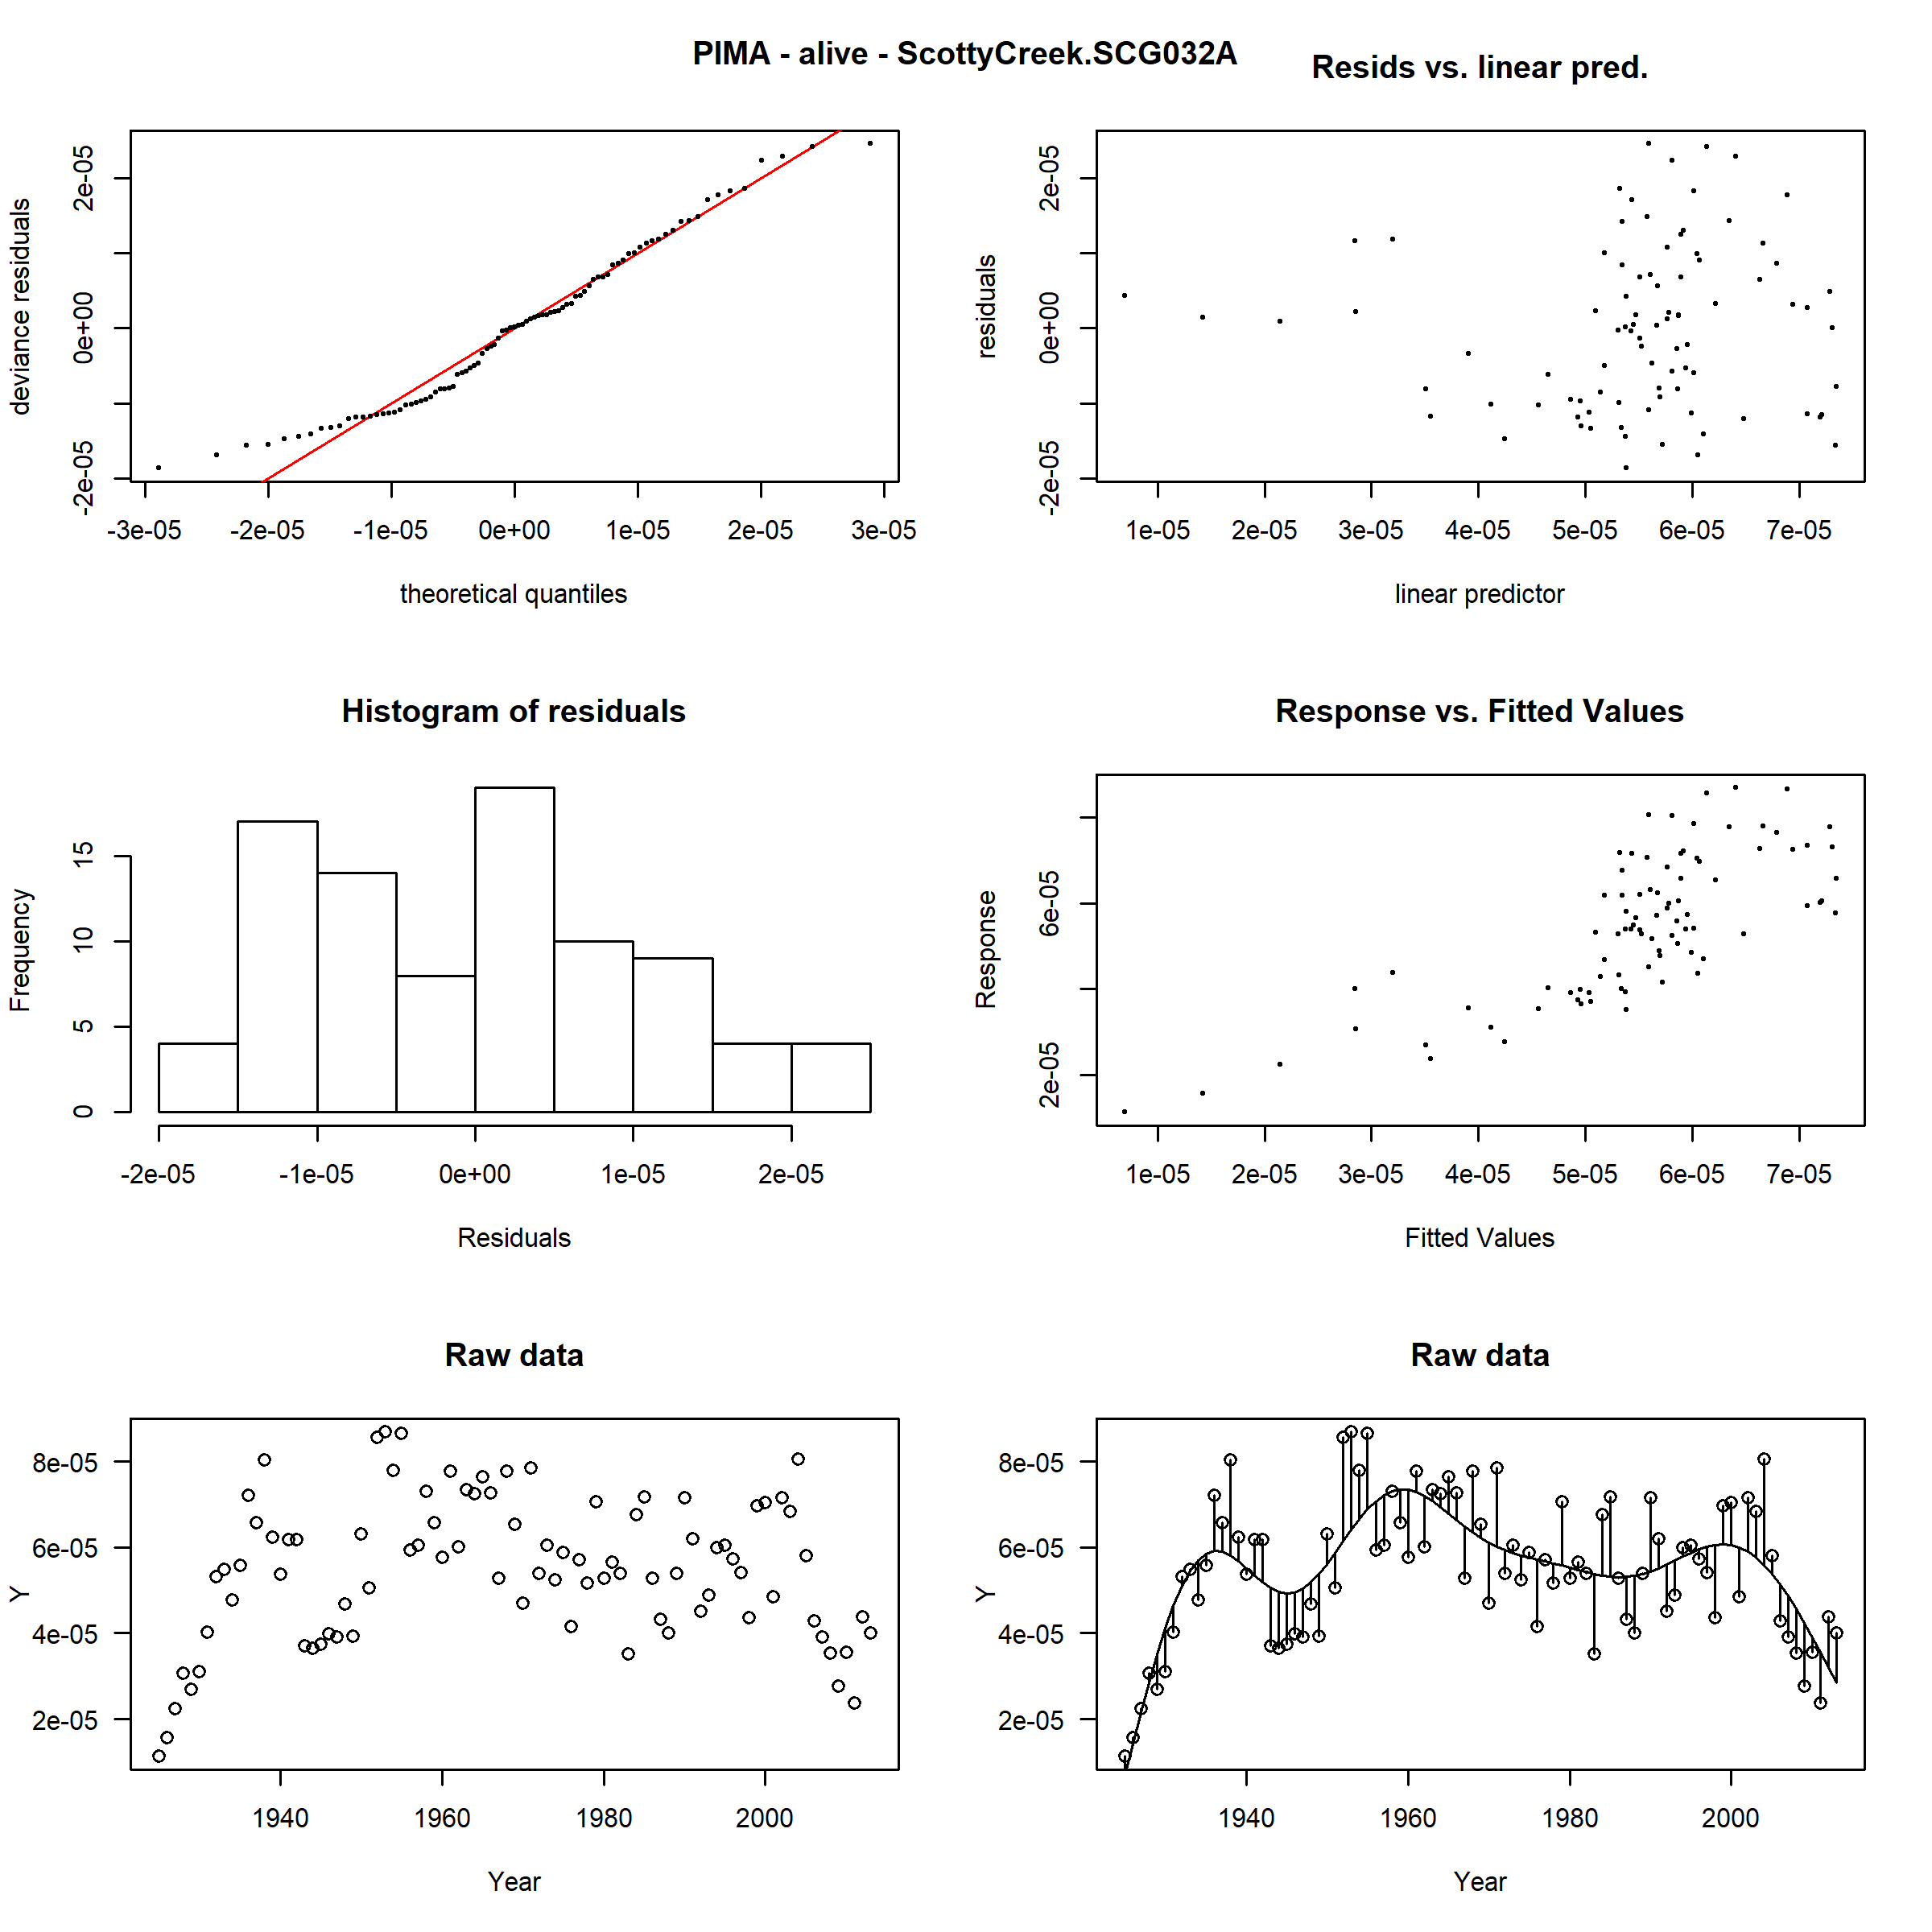 PIMA - alive - ScottyCreek.SCG032A
Resids vs. linear pred.
deviance residuals
-2e-05 0e+00 2e-05
-3e-05 -2e-05 -1e-05 0e+00 1e-05 2e-05 3e-05
theoretical quantiles
residuals
-2e-05 0e+00 2e-05
1e-05 2e-05 3e-05 4e-05 5e-05 6e-05 7e-05
linear predictor
Histogram of residuals
Frequency
0 5 10 15
-2e-05 -1e-05 0e+00 1e-05 2e-05
Residuals
Response vs. Fitted Values
Response
2e-05 6e-05
1e-05 2e-05 3e-05 4e-05 5e-05 6e-05 7e-05
Fitted Values
Raw data
Y
8e-05
6e-05
4e-05
2e-05
1940 1960 1980 2000
Year
Raw data
Y
8e-05
6e-05
4e-05
2e-05
1940 1960 1980 2000
Year